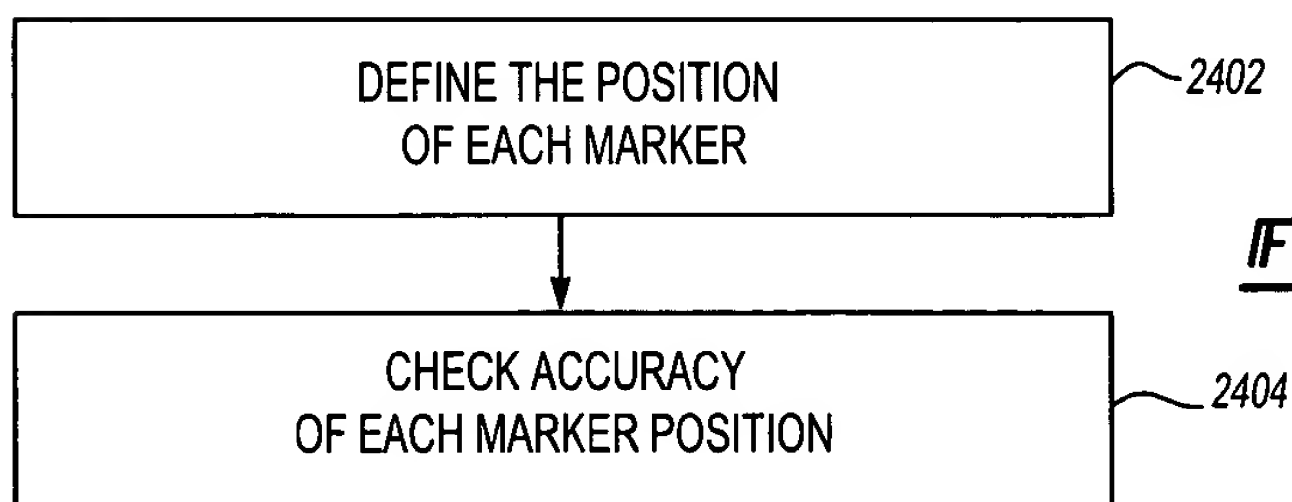 DEFINE THE POSITION
OF EACH MARKER
2402
CHECK ACCURACY
OF EACH MARKER POSITION
2404